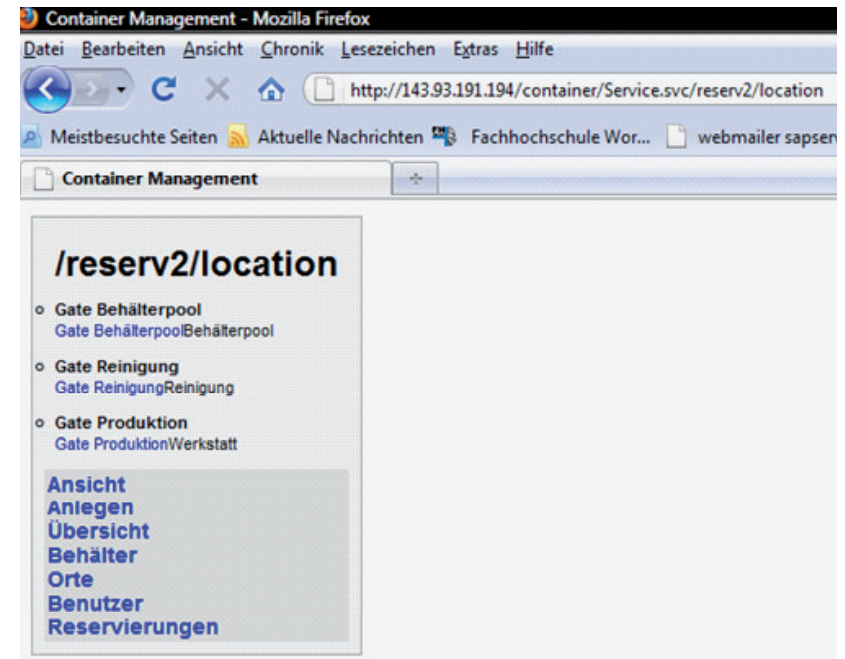 Container Management - Mozilla Firefox
Datei Bearbeiten Ansicht Chronik Lesezeichen Extras Hilfe
http://143.93.191.194/container/Service.svc/reserv2/location
Meistbesuchte Seiten Aktuelle Nachrichten Fachhochschule Wor... webmailer sapserv
Container Management
/reserv2/location
Gate Behälterpool
Gate BehälterpoolBehälterpool
Gate Reinigung
Gate ReinigungReinigung
Gate Produktion
Gate ProduktionWerkstatt
Ansicht
Anlegen
Übersicht
Behälter
Orte
Benutzer
Reservierungen